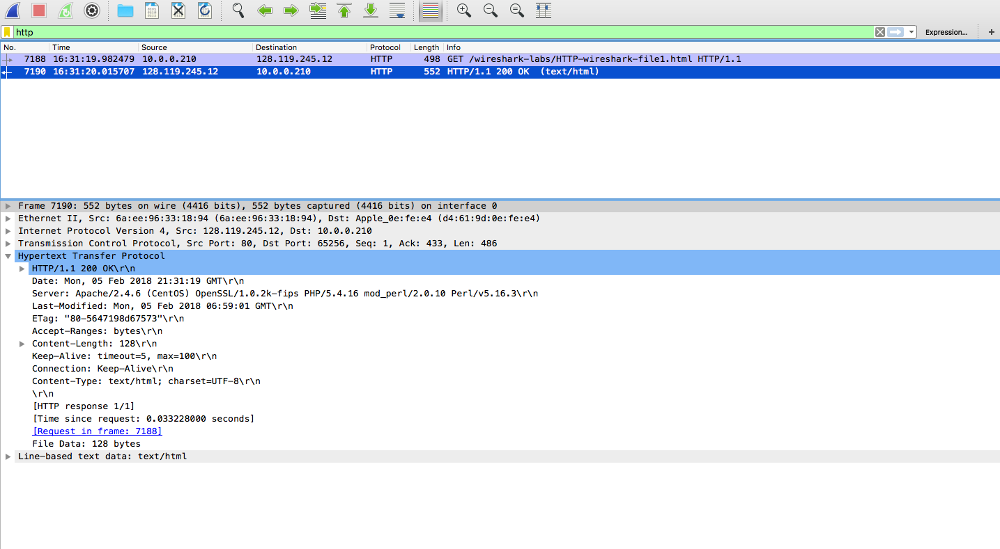 http
Expression...
+
No. Time Source Destination Protocol Length Info
7188 16:31:19.982479 10.0.0.210 128.119.245.12 HTTP 498 GET /wireshark-labs/HTTP-wireshark-file1.html HTTP/1.1
7190 16:31:20.015707 128.119.245.12 10.0.0.210 HTTP 552 HTTP/1.1 200 OK (text/html)
Frame 7190: 552 bytes on wire (4416 bits), 552 bytes captured (4416 bits) on interface 0
Ethernet II, Src: 6a:ee:96:33:18:94 (6a:ee:96:33:18:94), Dst: Apple_0e:fe:e4 (d4:61:9d:0e:fe:e4)
Internet Protocol Version 4, Src: 128.119.245.12, Dst: 10.0.0.210
Transmission Control Protocol, Src Port: 80, Dst Port: 65256, Seq: 1, Ack: 433, Len: 486
Hypertext Transfer Protocol
HTTP/1.1 200 OK\r\n
Date: Mon, 05 Feb 2018 21:31:19 GMT\r\n
Server: Apache/2.4.6 (CentOS) OpenSSL/1.0.2k-fips PHP/5.4.16 mod_perl/2.0.10 Perl/v5.16.3\r\n
Last-Modified: Mon, 05 Feb 2018 06:59:01 GMT\r\n
ETag: "80-5647198d67573"\r\n
Accept-Ranges: bytes\r\n
Content-Length: 128\r\n
Keep-Alive: timeout=5, max=100\r\n
Connection: Keep-Alive\r\n
Content-Type: text/html; charset=UTF-8\r\n
\r\n
[HTTP response 1/1]
[Time since request: 0.033228000 seconds]
[Request in frame: 7188]
File Data: 128 bytes
Line-based text data: text/html